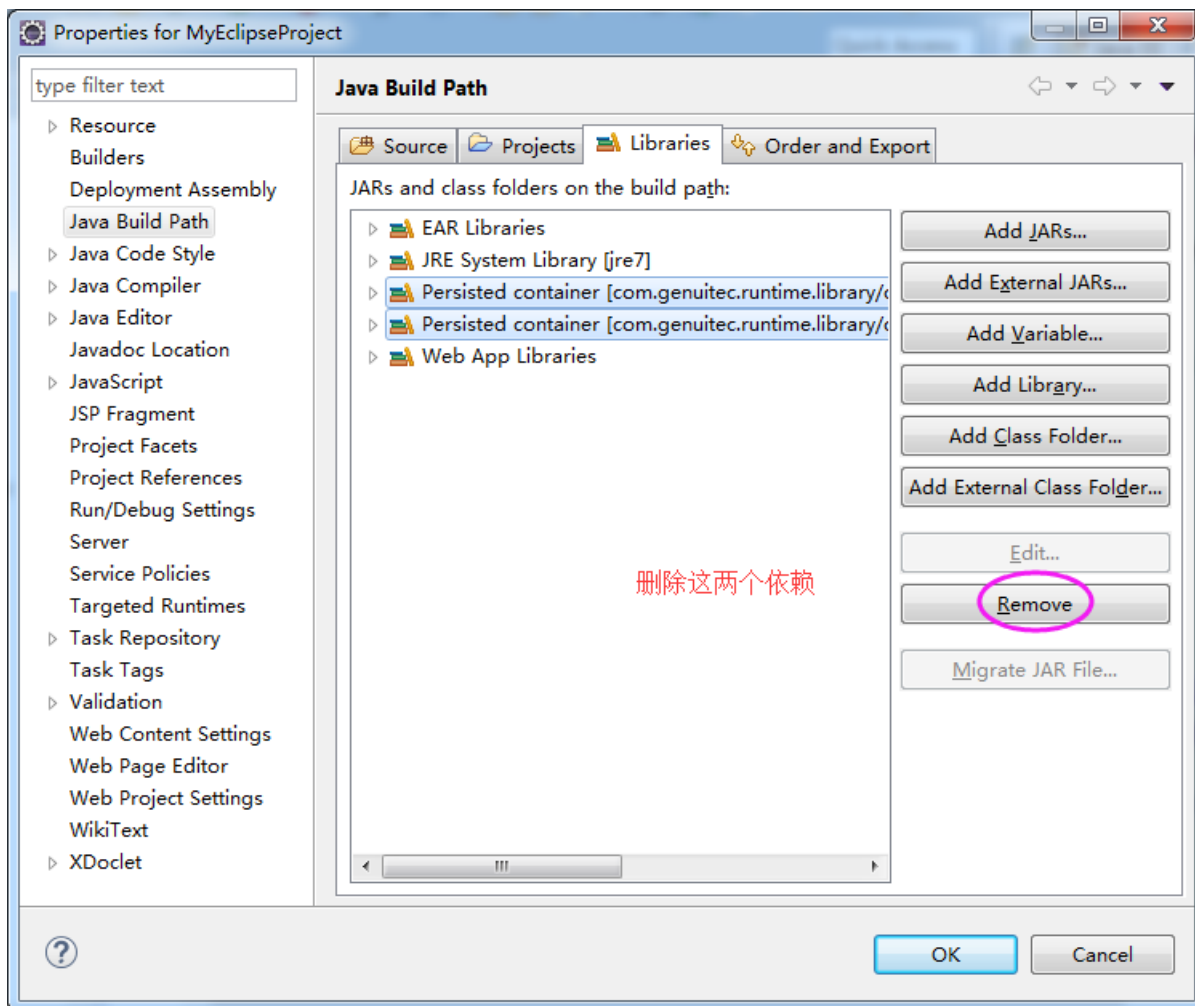 Properties for MyEclipseProject
type filter text
Resource
Builders
Deployment Assembly
Java Build Path
Java Code Style
Java Compiler
Java Editor
Javadoc Location
JavaScript
JSP Fragment
Project Facets
Project References
Run/Debug Settings
Server
Service Policies
Targeted Runtimes
Task Repository
Task Tags
Validation
Web Content Settings
Web Page Editor
Web Project Settings
WikiText
XDoclet
Java Build Path
Source Projects Libraries Order and Export
JARs and class folders on the build path:
EAR Libraries
JRE System Library [jre7]
Persisted container [com.genuitec.runtime.library/
Persisted container [com.genuitec.runtime.library/
Web App Libraries
删除这两个依赖
Add JARs...
Add External JARs...
Add Variable...
Add Library...
Add Class Folder...
Add External Class Folder...
Edit...
Remove
Migrate JAR File...
OK Cancel